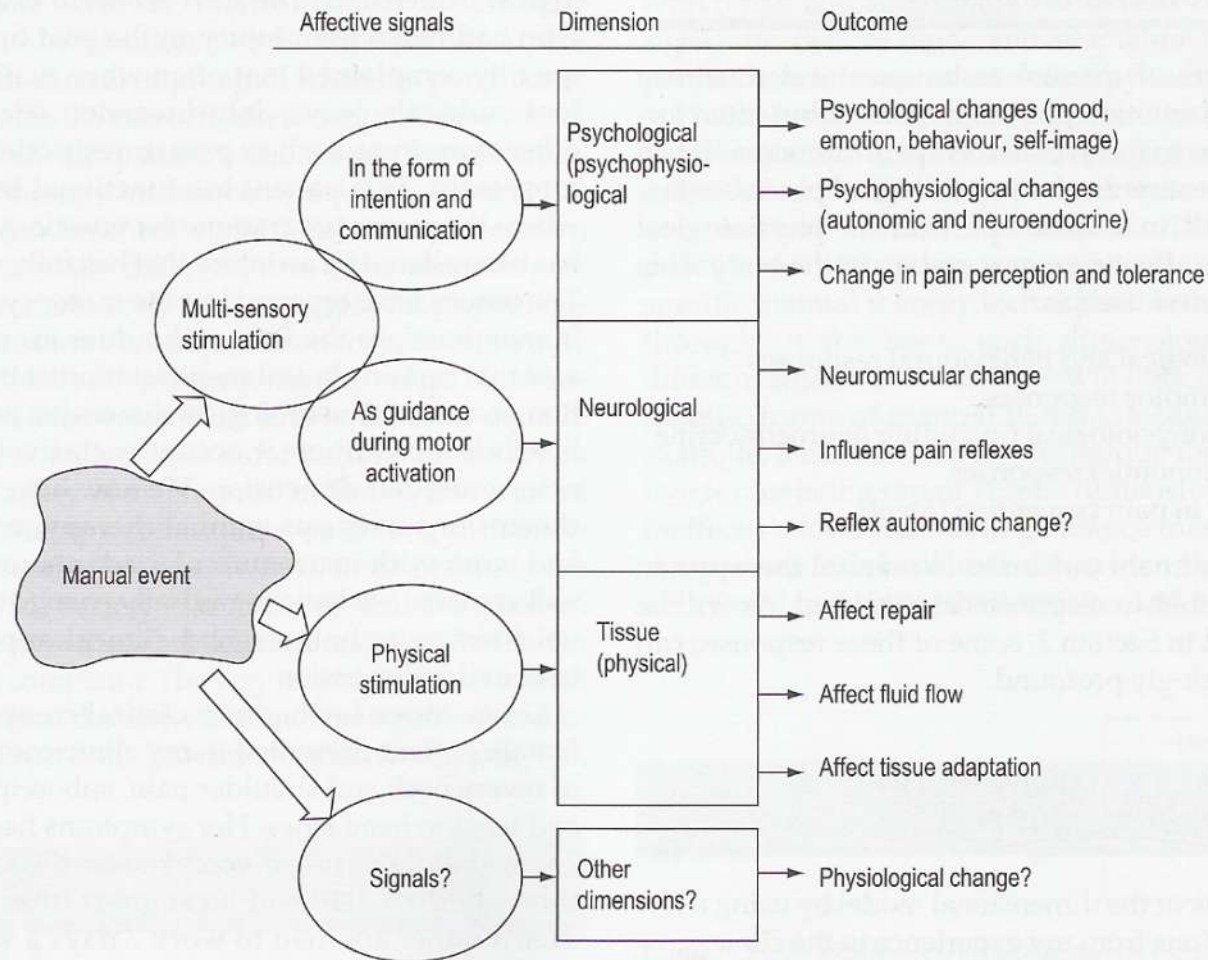 Affective signals
Dimension
Outcome
In the form of
intention and
communication
Multi-sensory
stimulation
As guidance
during motor
activation
Manual event
Physical
stimulation
Signals?
Psychological
(psychophysio-
logical)
Neurological
Tissue
(physical)
Other
dimensions?
Psychological changes (mood,
emotion, behaviour, self-image)
Psychophysiological changes
(autonomic and neuroendocrine)
Change in pain perception and tolerance
Neuromuscular change
Influence pain reflexes
Reflex autonomic change?
Affect repair
Affect fluid flow
Affect tissue adaptation
Physiological change?